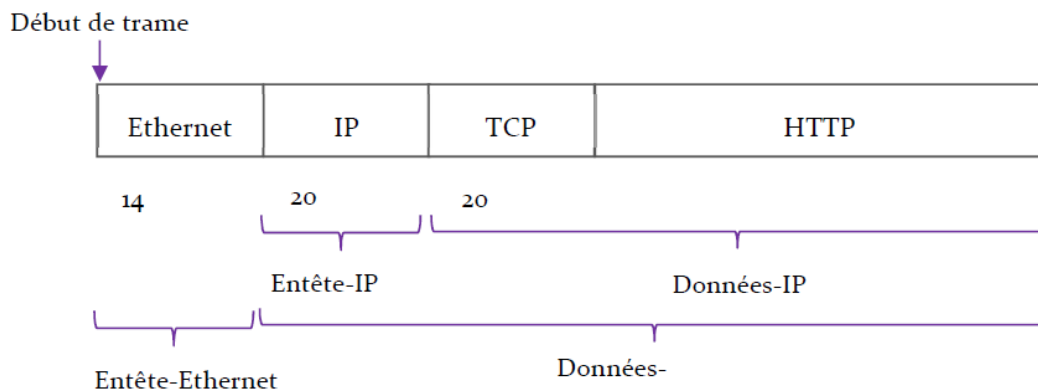 Début de trame
Ethernet IP TCP HTTP
14 20 20
Entête-IP Données-IP
Entête-Ethernet Données-